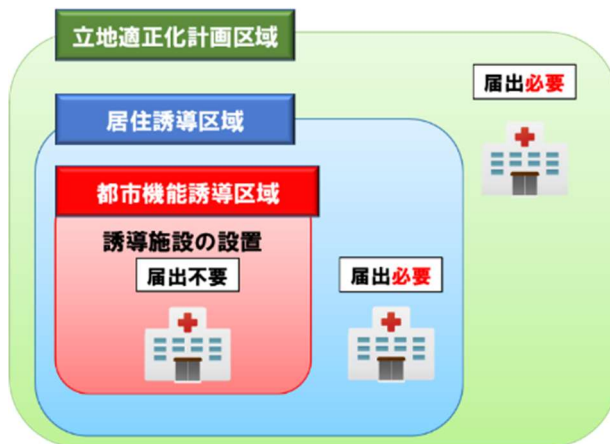 立地適正化計画区域
届出必要
居住誘導区域
都市機能誘導区域
誘導施設の設置
届出不要
届出必要